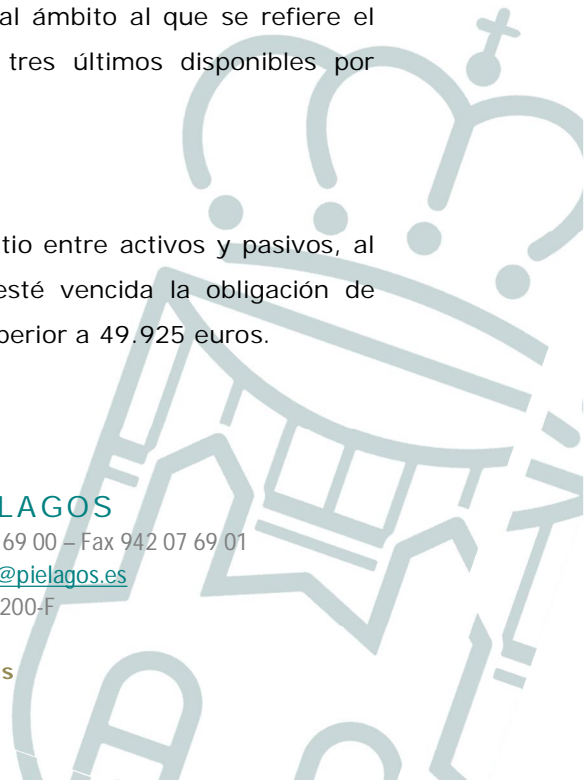 al ámbito al que se refiere el
tres últimos disponibles por
tio entre activos y pasivos, al
esté vencida la obligación de
perior a 49.925 euros.
LAGOS
69 00 – Fax 942 07 69 01
@pielagos.es
200-F
s